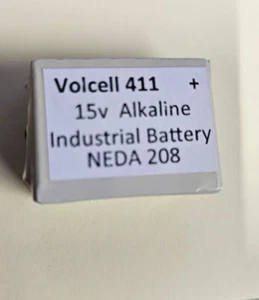 Volcell 411 +
15v Alkaline
Industrial Battery
NEDA 208